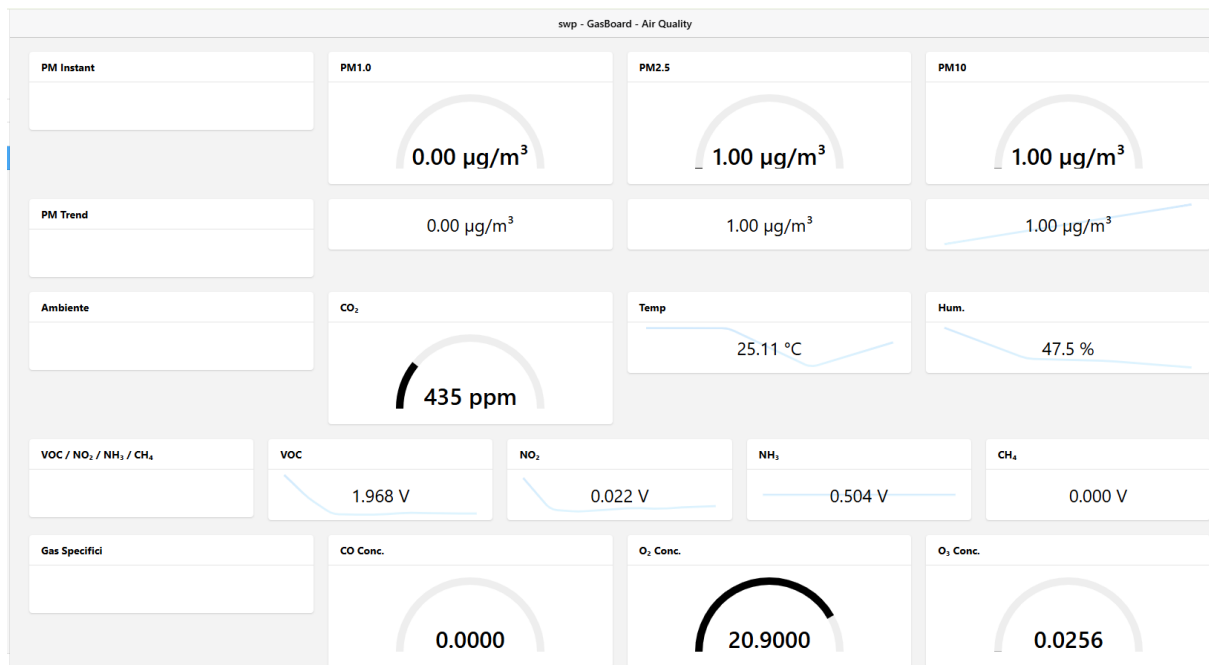 swp - GasBoard - Air Quality
PM Instant
PM1.0
0.00 µg/m³
PM2.5
1.00 µg/m³
PM10
1.00 µg/m³
PM Trend
0.00 µg/m³
1.00 µg/m³
1.00 µg/m³
Ambiente
CO₂
435 ppm
Temp
25.11 °C
Hum.
47.5 %
VOC / NO₂ / NH₃ / CH₄
VOC
1.968 V
NO₂
0.022 V
NH₃
0.504 V
CH₄
0.000 V
Gas Specifici
CO Conc.
0.0000
O₂ Conc.
20.9000
O₃ Conc.
0.0256